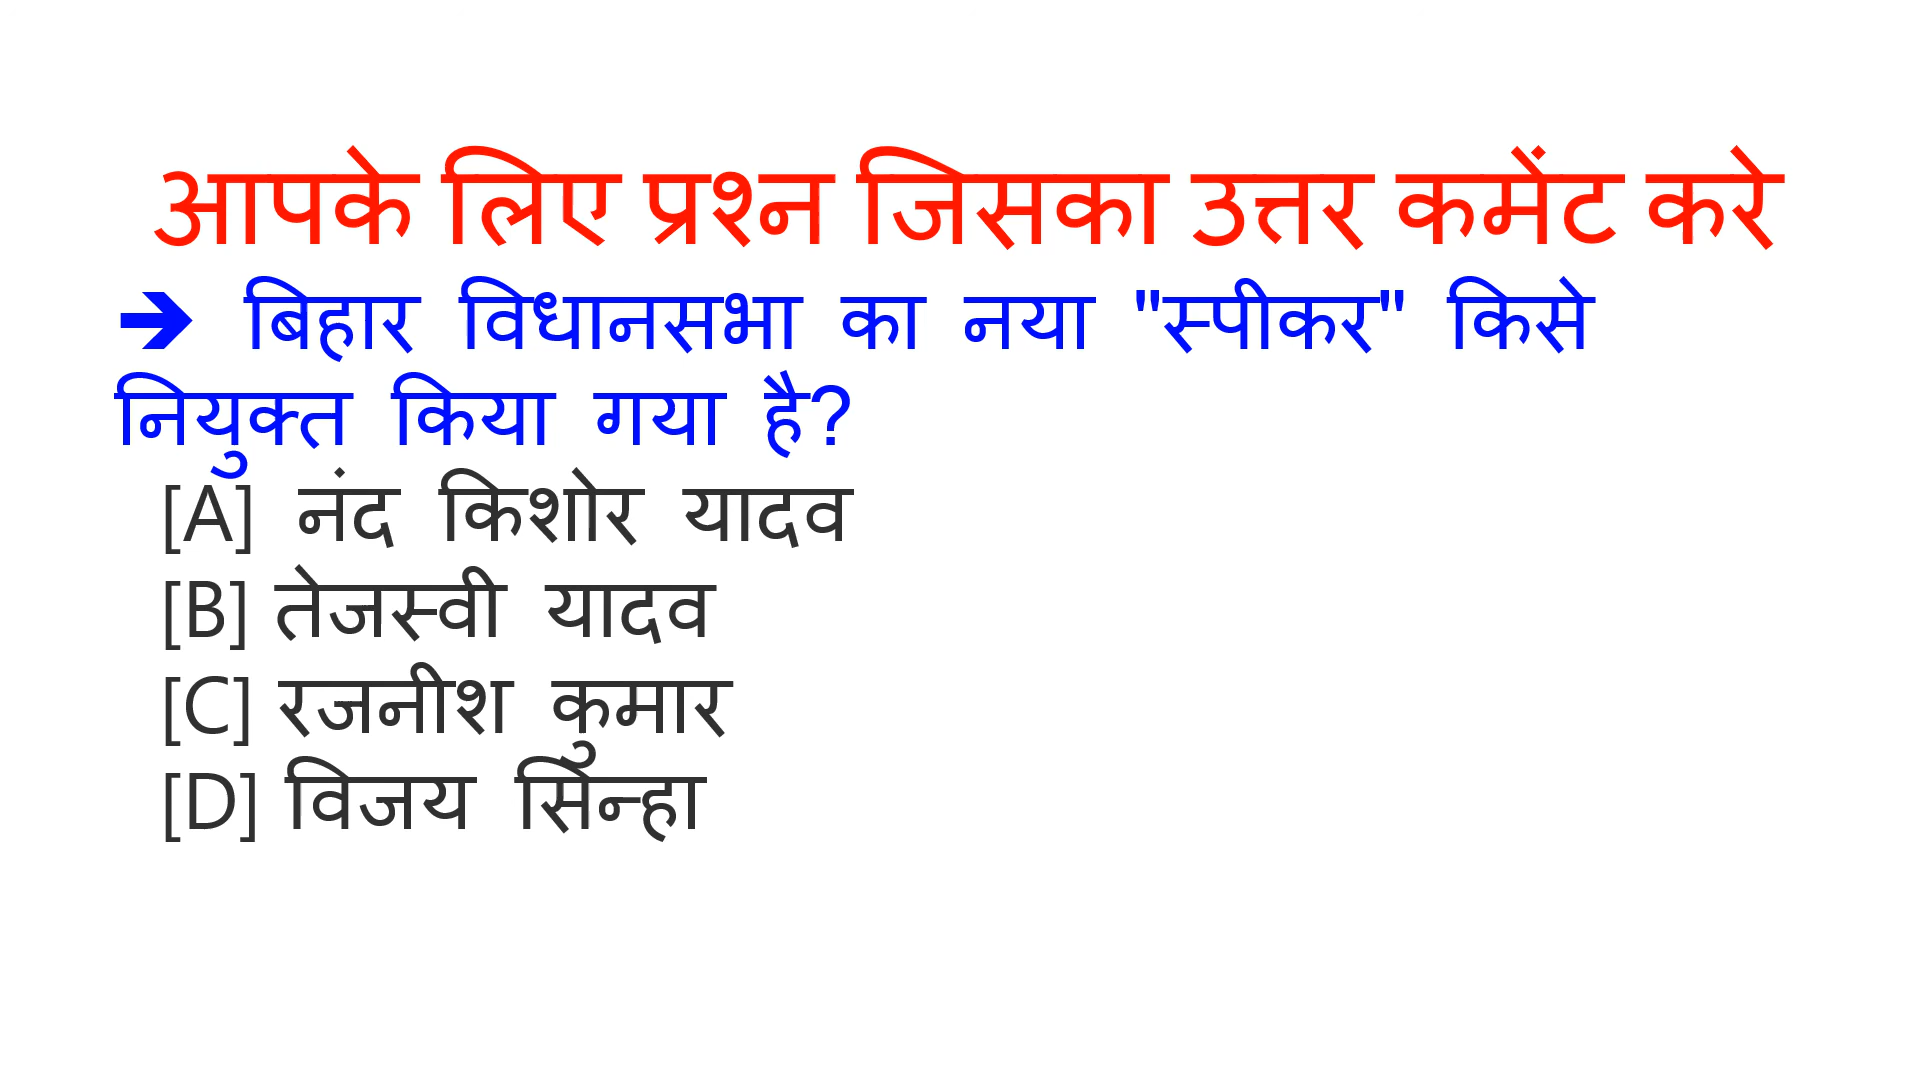 आपके लिए प्रश्न जिसका उत्तर कमेंट करे
➔ बिहार विधानसभा का नया "स्पीकर" किसे
नियुक्त किया गया है?
[A] नंद किशोर यादव
[B] तेजस्वी यादव
[C] रजनीश कुमार
[D] विजय सिन्हा